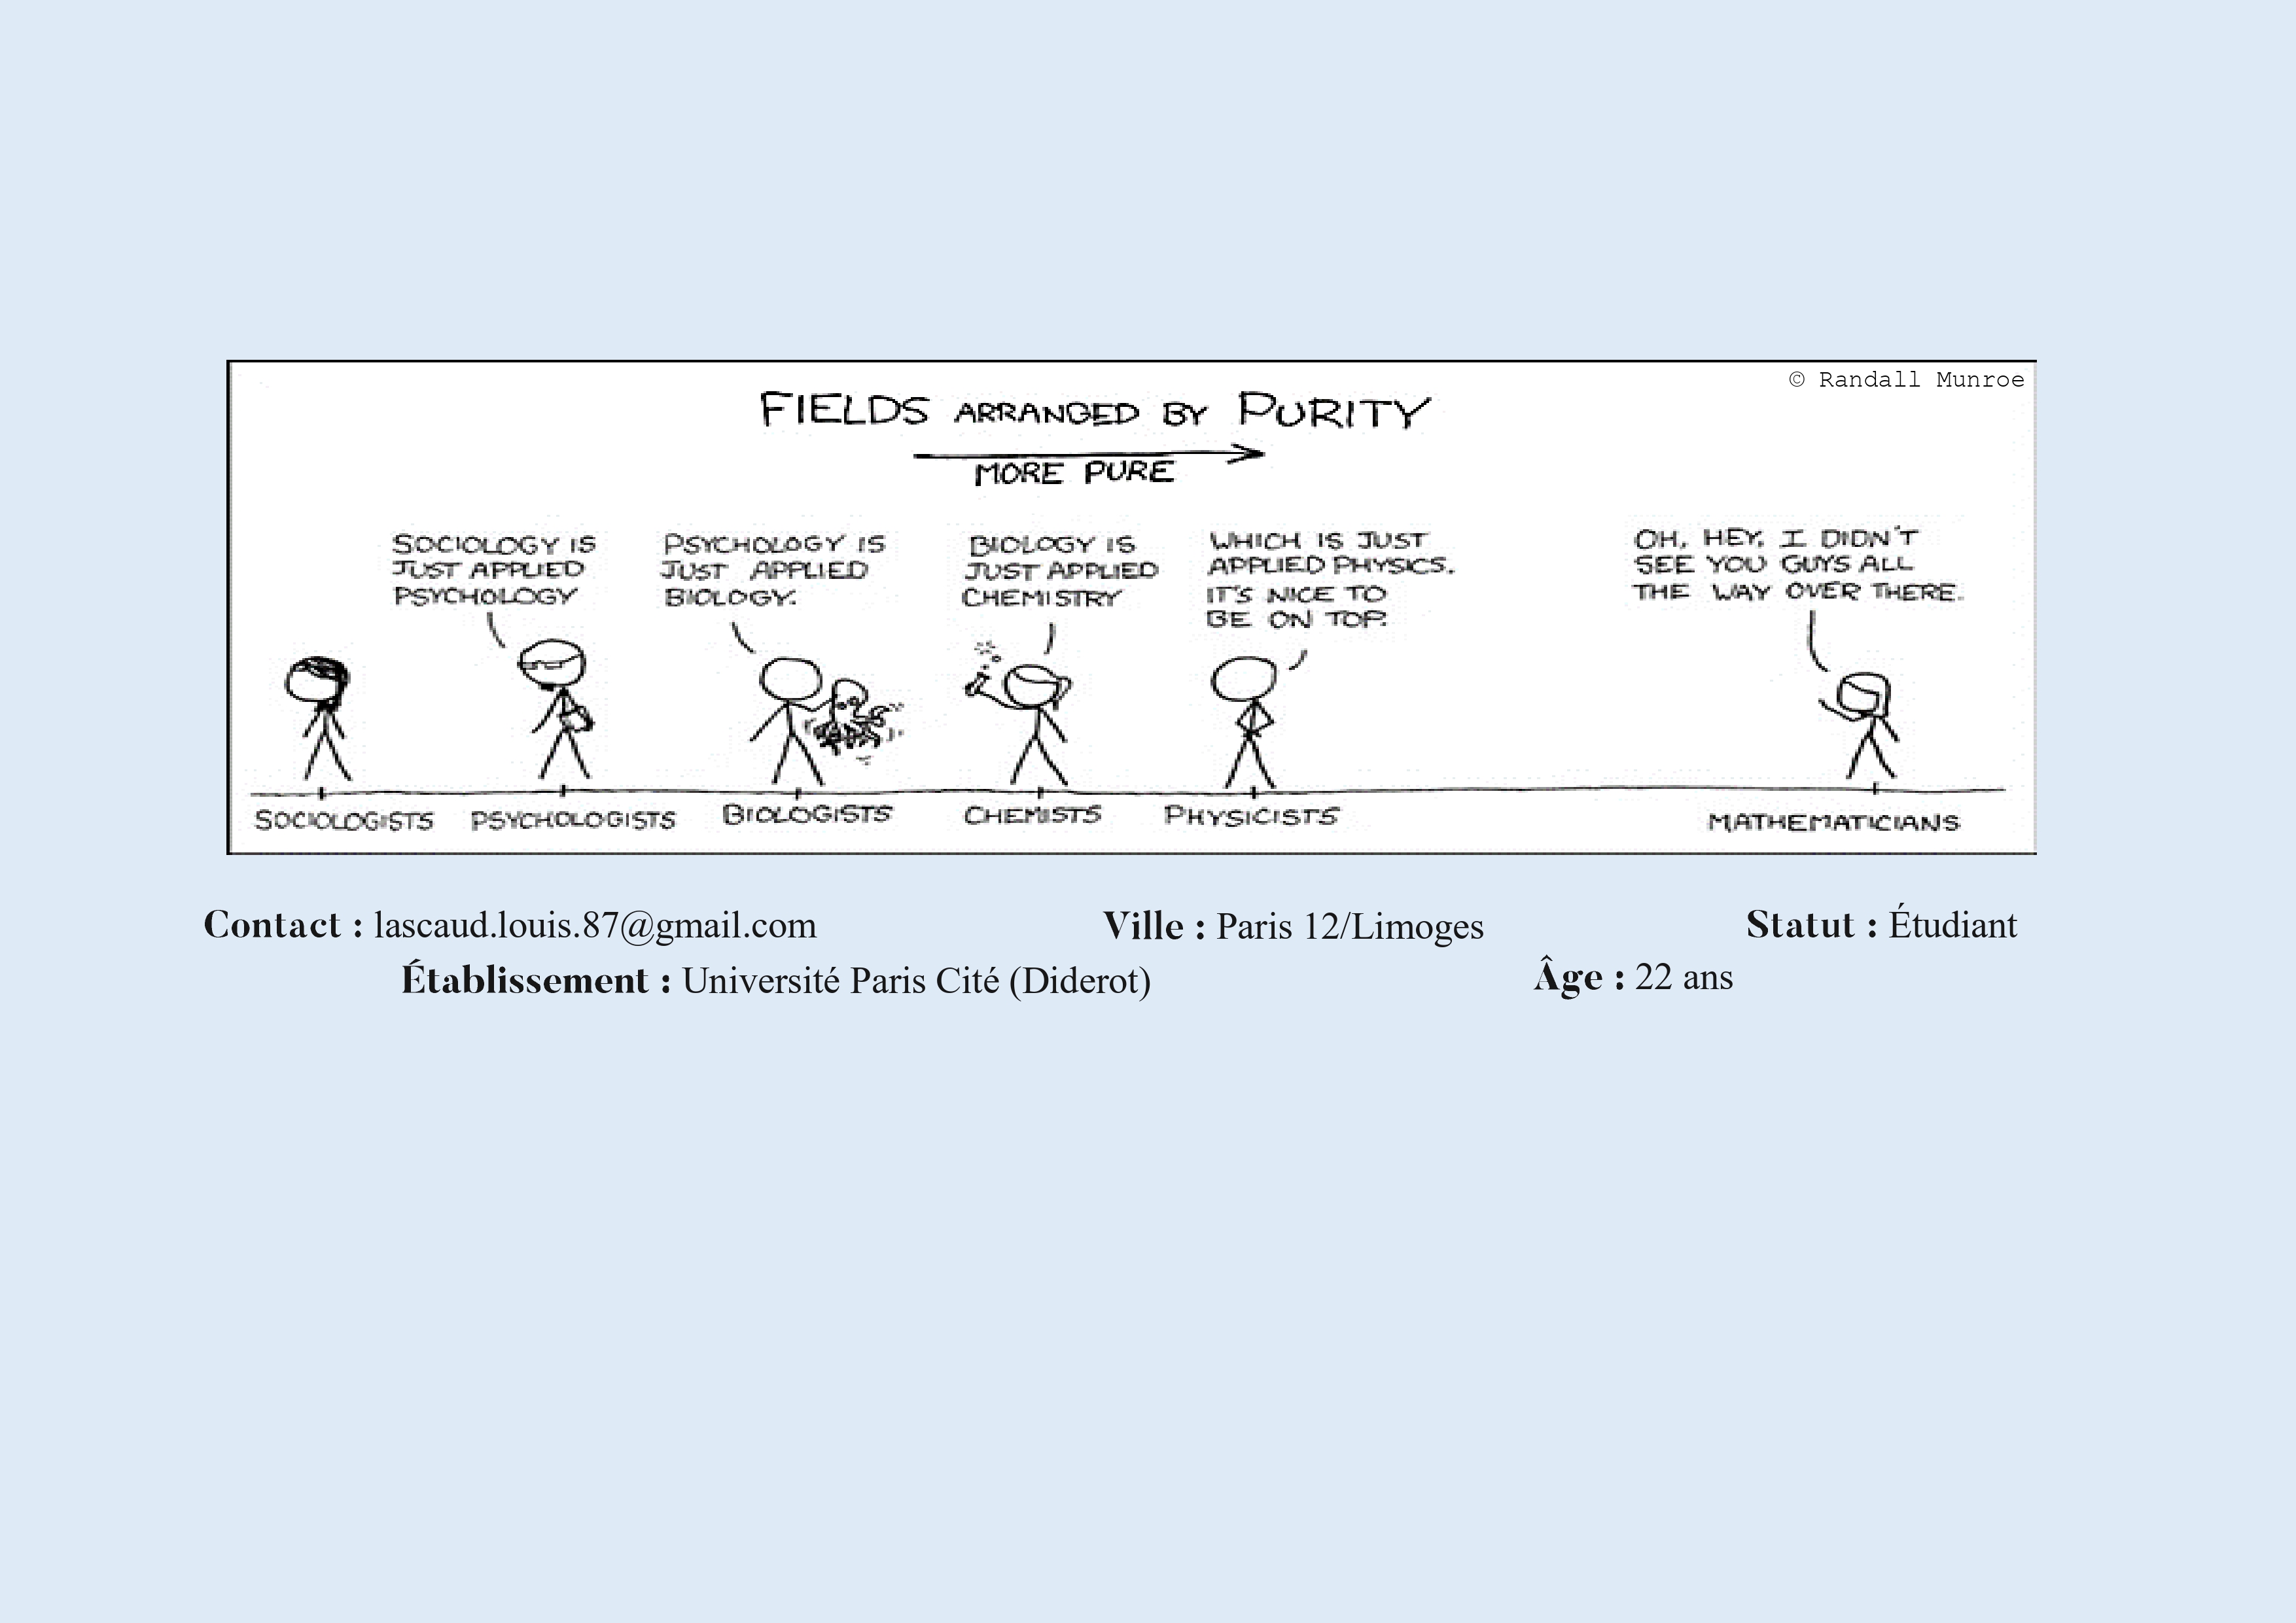 © Randall Munroe
FIELDS ARRANGED BY PURITY
MORE PURE
SOCIOLOGY IS
JUST APPLIED
PSYCHOLOGY
PSYCHOLOGY IS
JUST APPLIED
BIOLOGY.
BIOLOGY IS
JUST APPLIED
CHEMISTRY
WHICH IS JUST
APPLIED PHYSICS.
IT'S NICE TO
BE ON TOP.
OH, HEY, I DIDN'T
SEE YOU GUYS ALL
THE WAY OVER THERE.
SOCIOLOGISTS
PSYCHOLOGISTS
BIOLOGISTS
CHEMISTS
PHYSICISTS
MATHEMATICIANS
Contact : lascaud.louis.87@gmail.com
Ville : Paris 12/Limoges
Statut : Étudiant
Établissement : Université Paris Cité (Diderot)
Âge : 22 ans